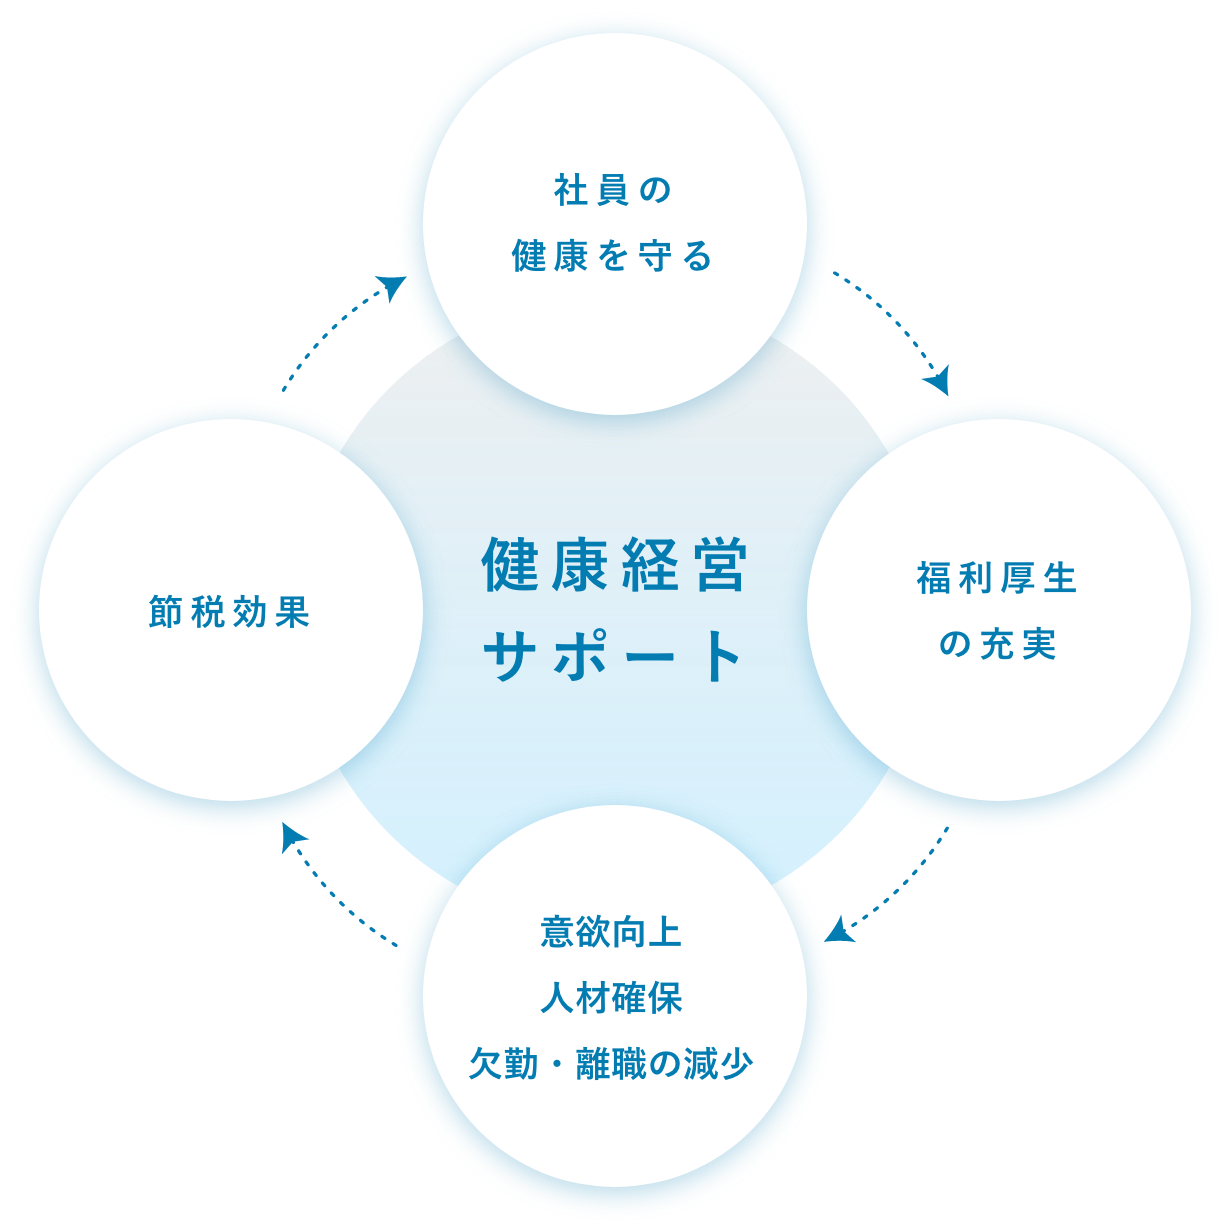 社員の
健康を守る
健康経営
サポート
福利厚生
の充実
意欲向上
人材確保
欠勤・離職の減少
節税効果